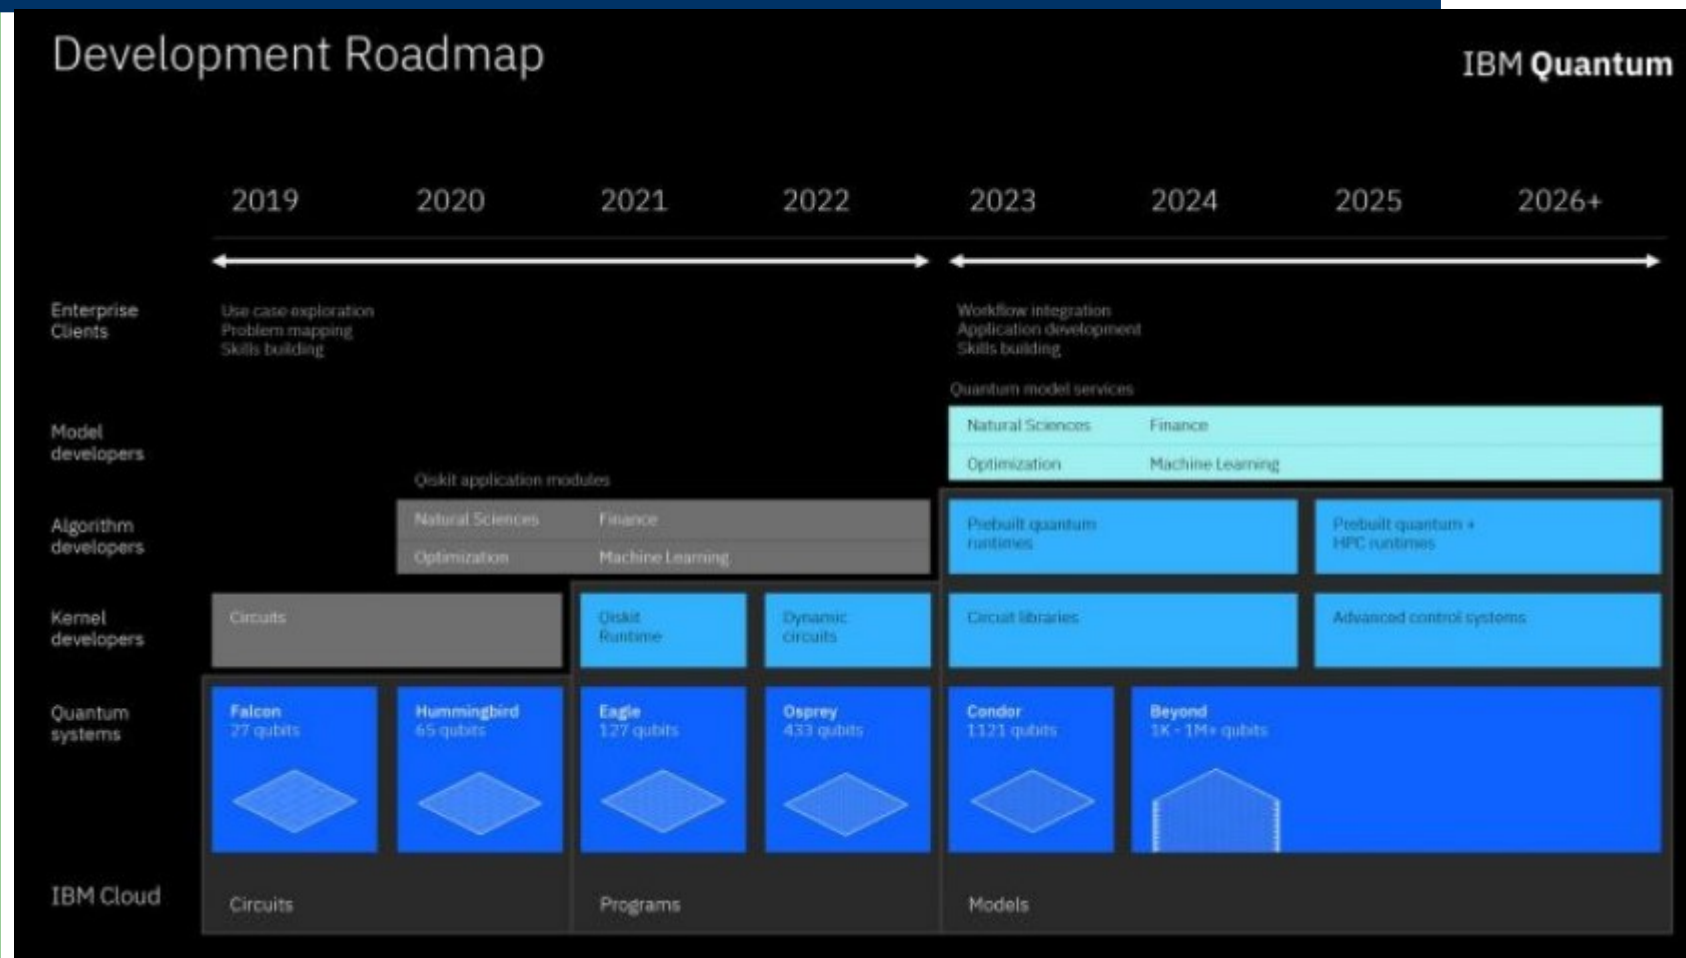 Development Roadmap
IBM Quantum
2019 2020 2021 2022 2023 2024 2025 2026+
Enterprise
Clients
Use case exploration
Problem mapping
Skills building
Workflow integration
Application development
Skills building
Model
developers
Quantum model services
Natural Sciences Finance
Optimization Machine Learning
Algorithm
developers
Qiskit application modules
Natural Sciences Finance
Optimization Machine Learning
Prebuilt quantum
runtimes
Prebuilt quantum +
HPC runtimes
Kernel
developers
Circuits
Qiskit
Runtime
Dynamic
circuits
Circuit libraries
Advanced control systems
Quantum
systems
Falcon
27 qubits
Hummingbird
65 qubits
Eagle
127 qubits
Osprey
433 qubits
Condor
1121 qubits
Beyond
1K - 1M+ qubits
IBM Cloud
Circuits
Programs
Models